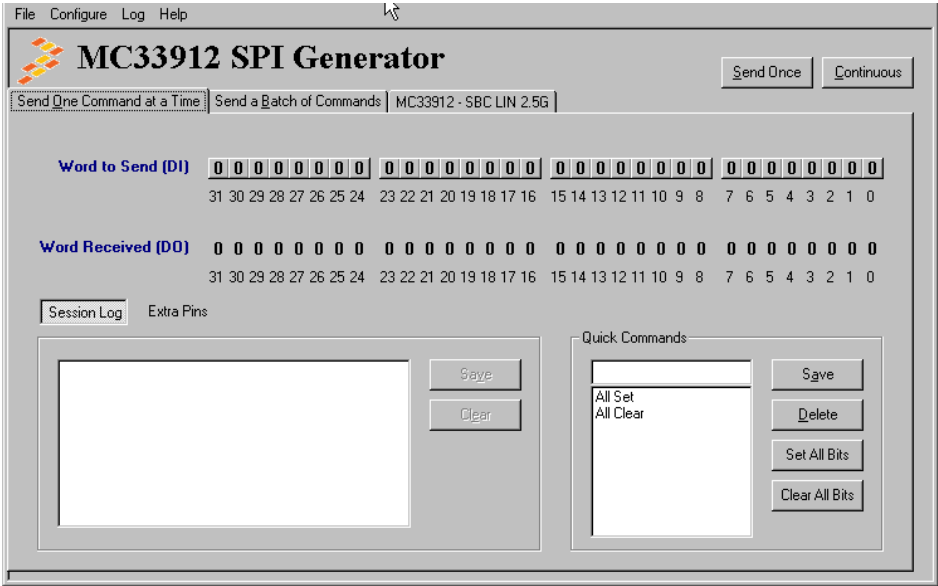 File Configure Log Help
MC33912 SPI Generator
Send Once Continuous
Send One Command at a Time Send a Batch of Commands MC33912 - SBC LIN 2.5G
Word to Send (DI) 0 0 0 0 0 0 0 0 0 0 0 0 0 0 0 0 0 0 0 0 0 0 0 0 0 0 0 0 0 0 0 0
31 30 29 28 27 26 25 24 23 22 21 20 19 18 17 16 15 14 13 12 11 10 9 8 7 6 5 4 3 2 1 0
Word Received (DO) 0 0 0 0 0 0 0 0 0 0 0 0 0 0 0 0 0 0 0 0 0 0 0 0 0 0 0 0 0 0 0 0
31 30 29 28 27 26 25 24 23 22 21 20 19 18 17 16 15 14 13 12 11 10 9 8 7 6 5 4 3 2 1 0
Session Log Extra Pins
Save
Clear
Quick Commands
All Set
All Clear
Save
Delete
Set All Bits
Clear All Bits